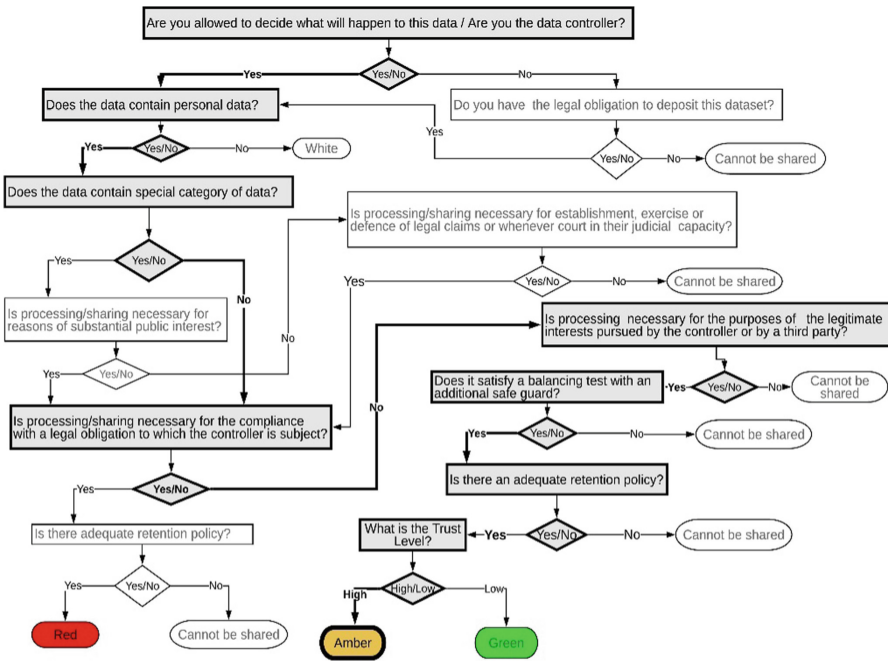 Are you allowed to decide what will happen to this data / Are you the data controller?
Yes
Yes/No
No
Does the data contain personal data?
Do you have the legal obligation to deposit this dataset?
Yes
Yes
Yes/No
No
White
Yes/No
No
Cannot be shared
Does the data contain special category of data?
Is processing/sharing necessary for establishment, exercise or
defence of legal claims or whenever court in their judicial capacity?
Yes
Yes/No
No
Yes
Yes/No
No
Cannot be shared
Is processing/sharing necessary for
reasons of substantial public interest?
No
Is processing necessary for the purposes of the legitimate
interests pursued by the controller or by a third party?
Yes
Yes/No
Does it satisfy a balancing test with an
additional safe guard?
Yes
Yes/No
No
Cannot be
shared
No
Is processing/sharing necessary for the compliance
with a legal obligation to which the controller is subject?
Yes
Yes/No
No
Cannot be shared
Is there an adequate retention policy?
Yes
Yes/No
Is there adequate retention policy?
What is the Trust
Level?
Yes
Yes/No
No
Cannot be shared
Yes
Yes/No
No
High
High/Low
Low
Red
Cannot be shared
Amber
Green